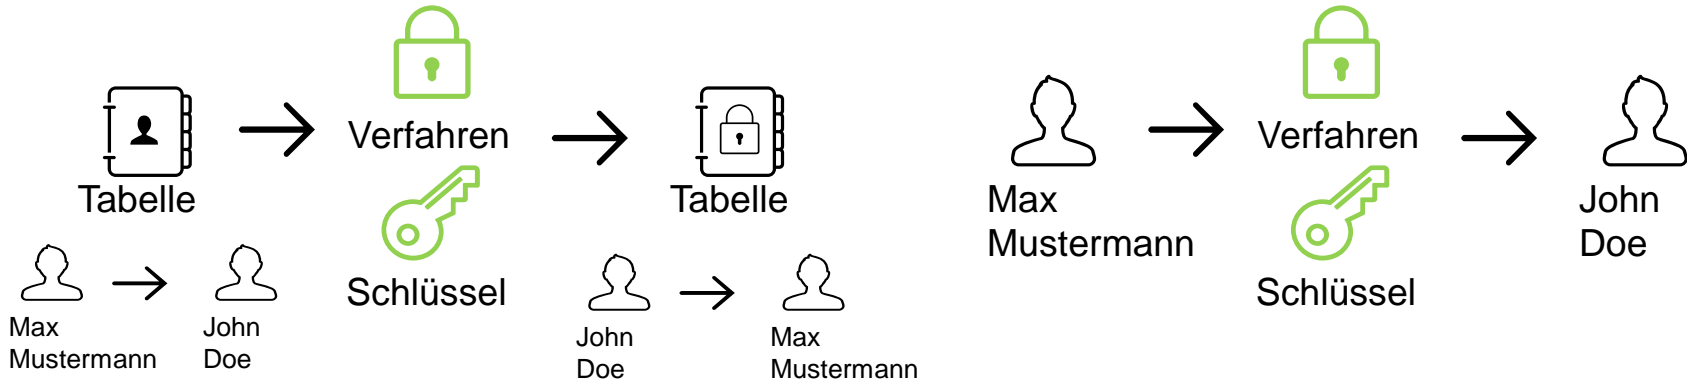 Verfahren
Tabelle
Schlüssel
Max
Mustermann
John
Doe
Tabelle
John
Doe
Max
Mustermann
Max
Mustermann
Verfahren
Schlüssel
John
Doe